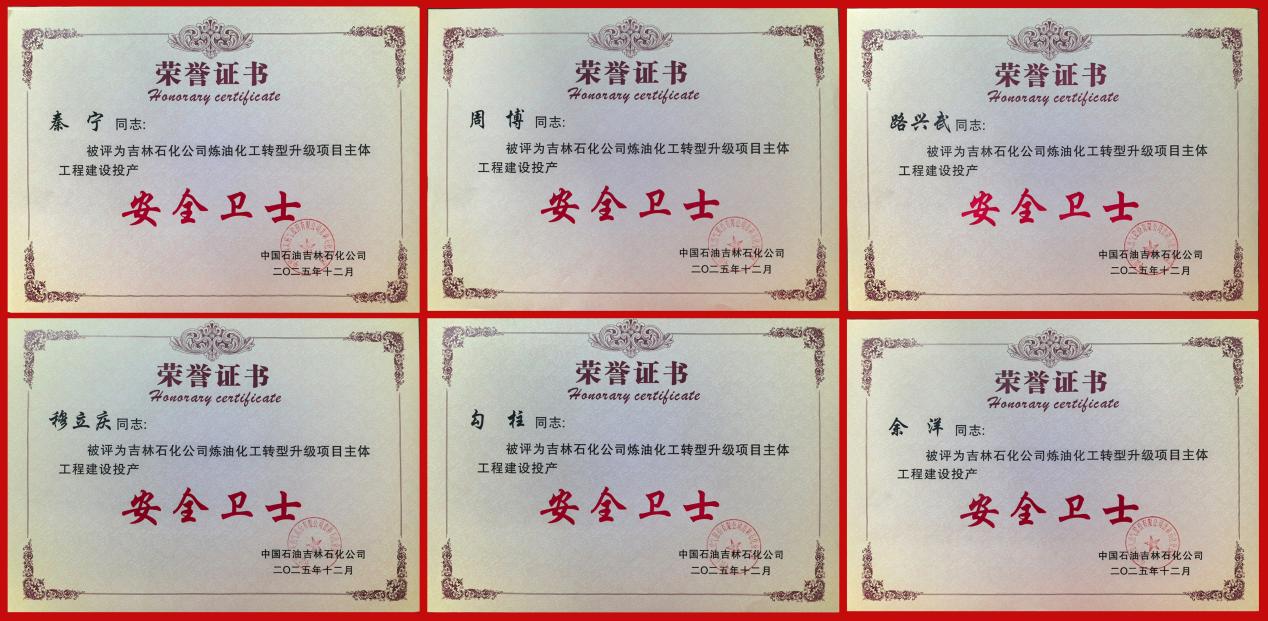 荣誉证书
Honorary certificate
秦宁 同志:
被评为吉林石化公司炼油化工转型升级项目主体
工程建设投产
安全卫士
中国石油吉林石化公司
二〇二五年十二月
荣誉证书
Honorary certificate
周博 同志:
被评为吉林石化公司炼油化工转型升级项目主体
工程建设投产
安全卫士
中国石油吉林石化公司
二〇二五年十二月
荣誉证书
Honorary certificate
路兴武 同志:
被评为吉林石化公司炼油化工转型升级项目主体
工程建设投产
安全卫士
中国石油吉林石化公司
二〇二五年十二月
荣誉证书
Honorary certificate
穆立庆 同志:
被评为吉林石化公司炼油化工转型升级项目主体
工程建设投产
安全卫士
中国石油吉林石化公司
二〇二五年十二月
荣誉证书
Honorary certificate
勾柱 同志:
被评为吉林石化公司炼油化工转型升级项目主体
工程建设投产
安全卫士
中国石油吉林石化公司
二〇二五年十二月
荣誉证书
Honorary certificate
余洋 同志:
被评为吉林石化公司炼油化工转型升级项目主体
工程建设投产
安全卫士
中国石油吉林石化公司
二〇二五年十二月